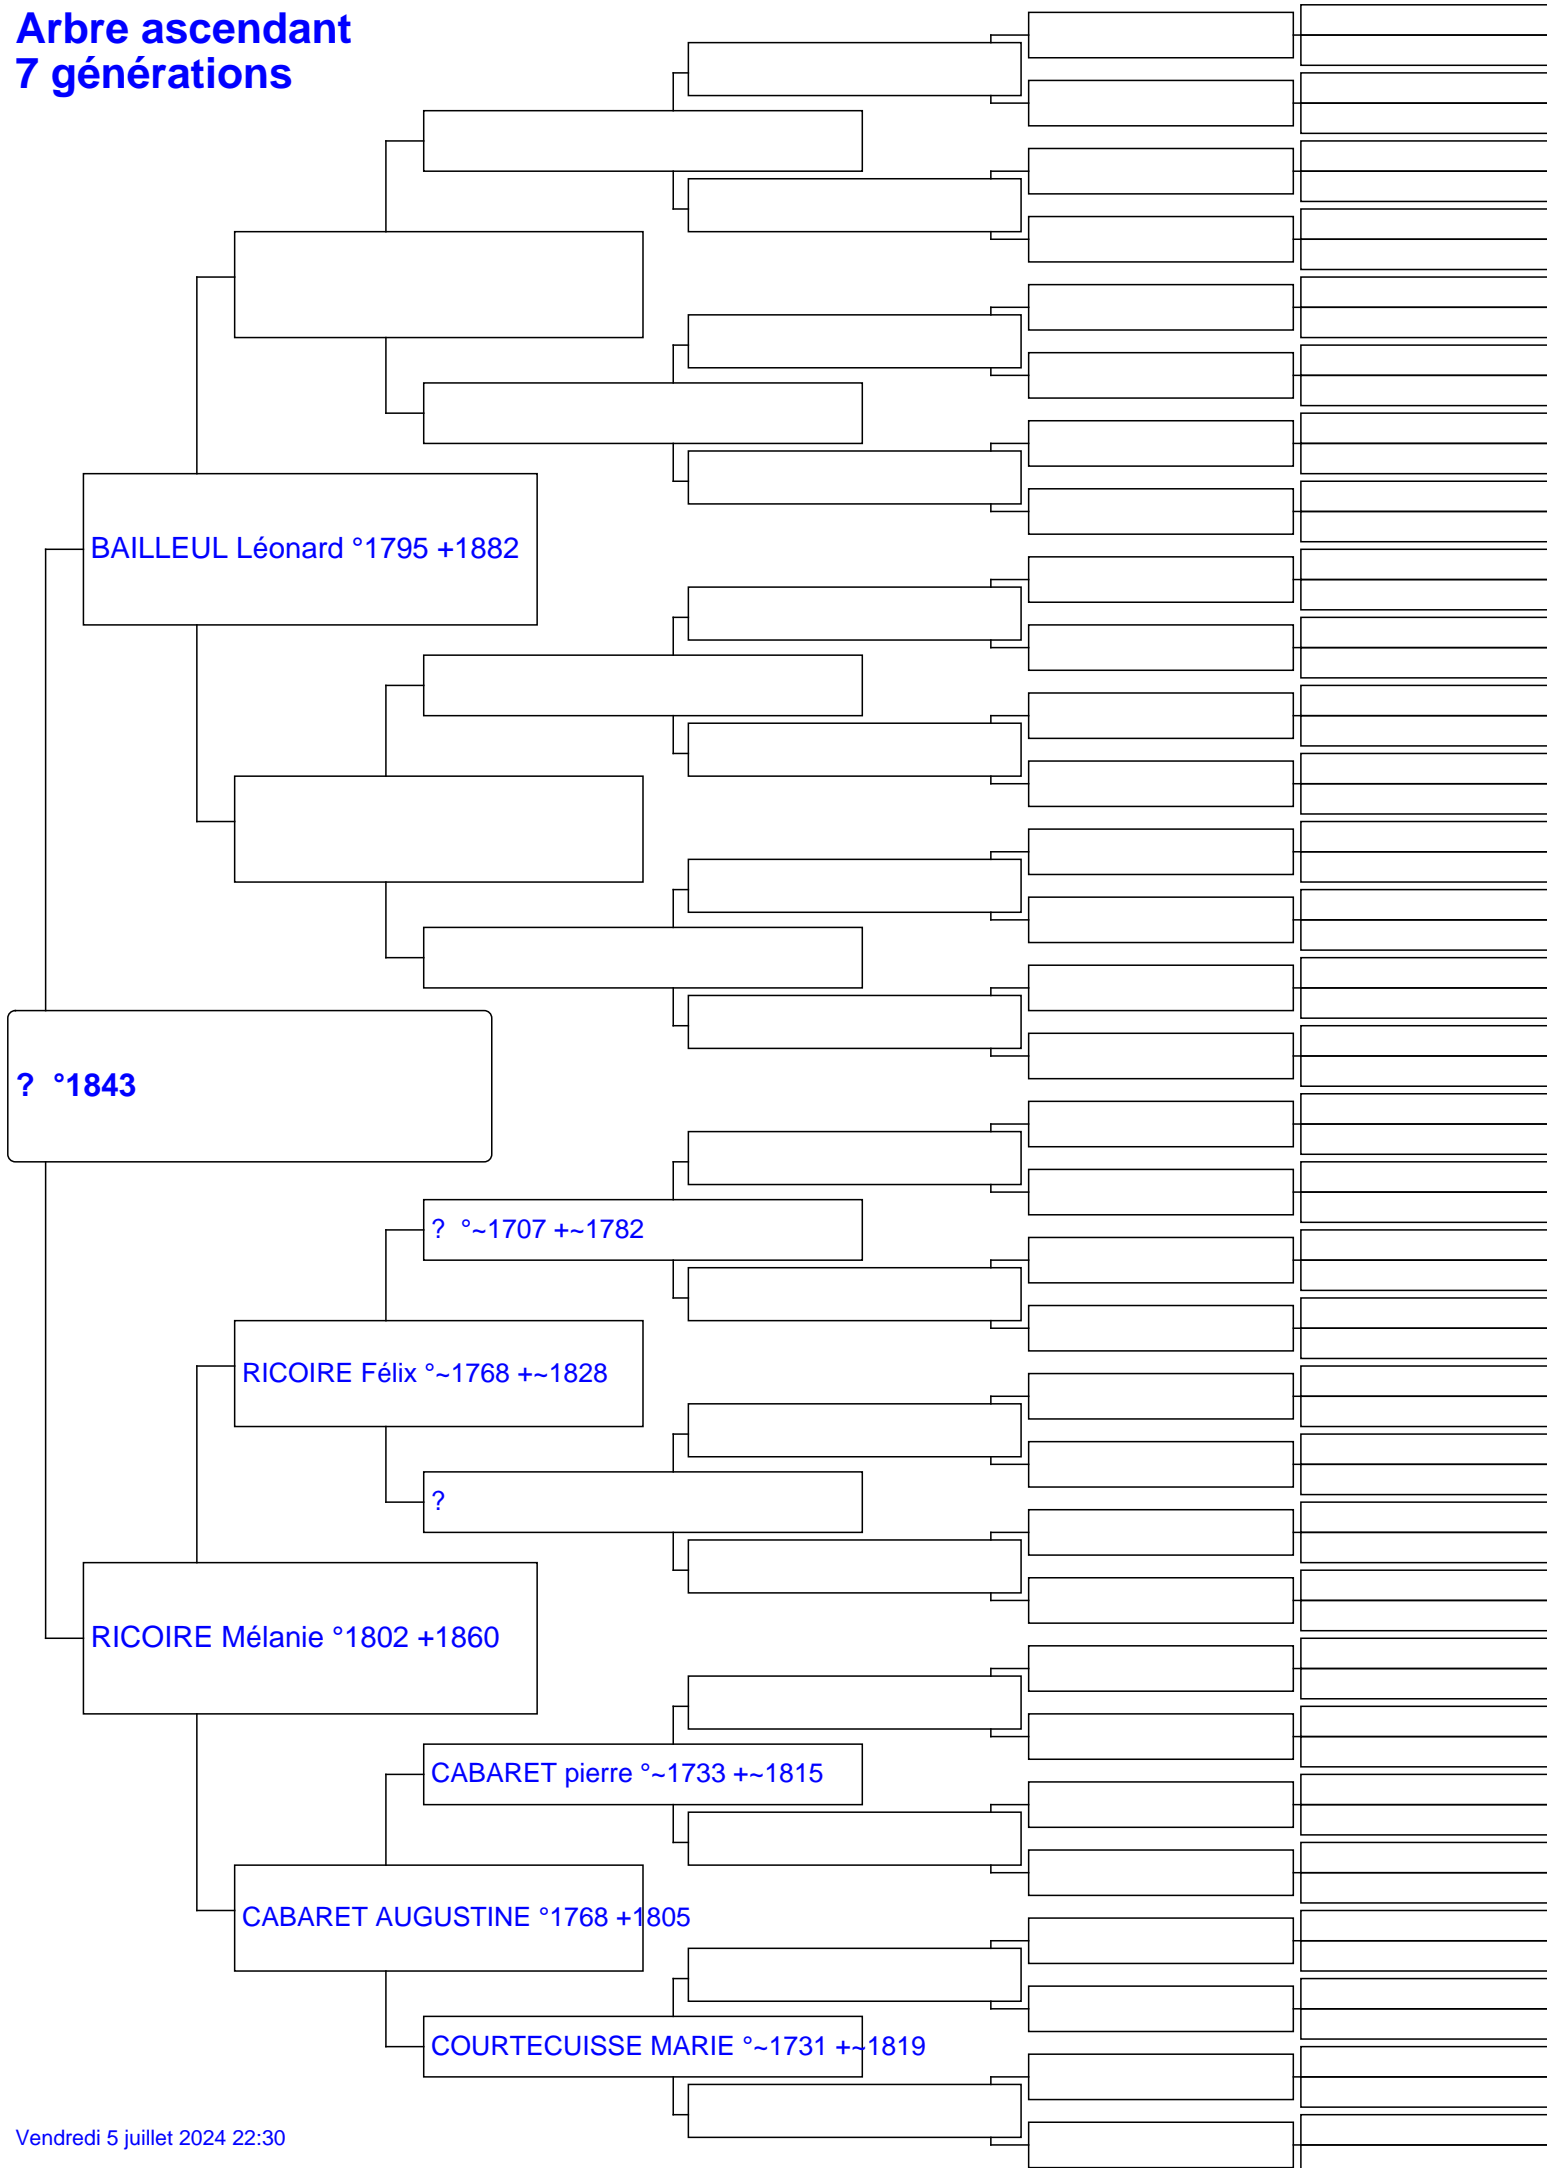 Arbre ascendant
7 générations
BAILLEUL Léonard °1795 +1882
? °1843
? °~1707 +~1782
RICOIRE Félix °~1768 +~1828
?
RICOIRE Mélanie °1802 +1860
CABARET pierre °~1733 +~1815
CABARET AUGUSTINE °1768 +1805
COURTECUISSE MARIE °~1731 +~1819
Vendredi 5 juillet 2024 22:30